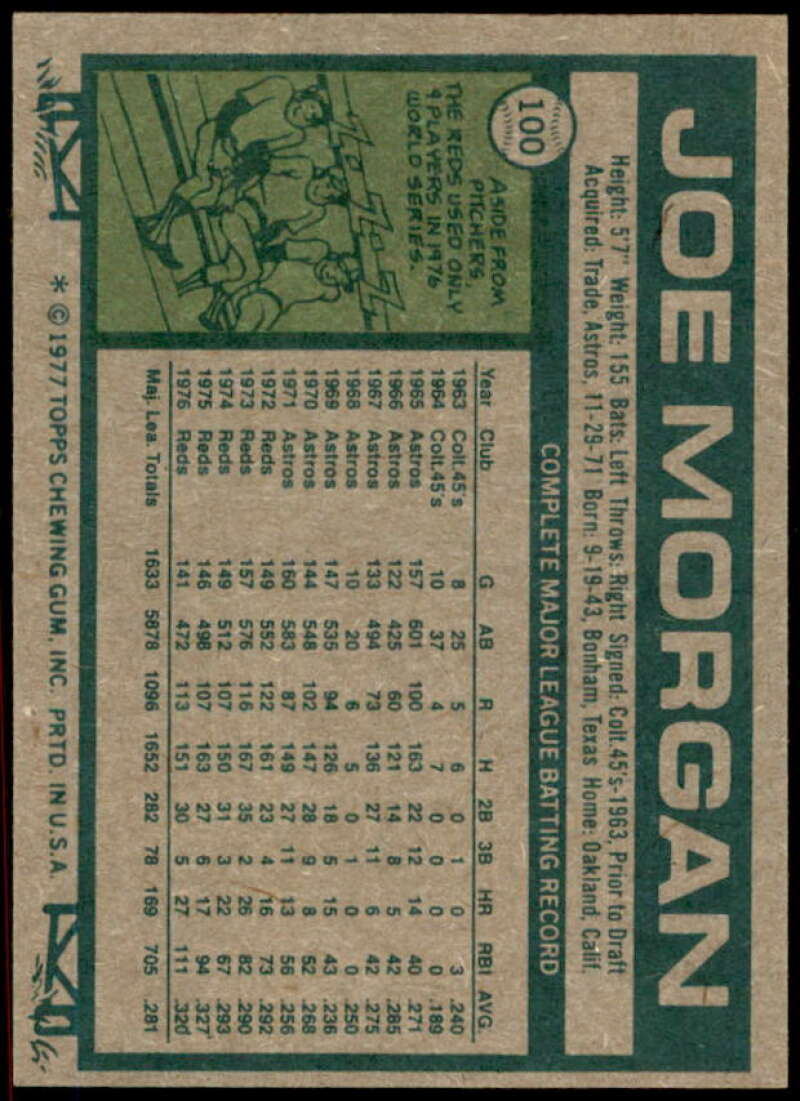 JOE MORGAN
100
Height: 5'7" Weight: 155 Bats: Left Throws: Right Signed: Colt.45's-1963, Prior to Draft
Acquired: Trade, Astros, 11-29-71 Born: 9-19-43, Bonham, Texas Home: Oakland, Calif.
ASIDE FROM
PITCHERS,
THE REDS USED ONLY
9 PLAYERS IN 1976
WORLD SERIES.
Z Z Z Z
COMPLETE MAJOR LEAGUE BATTING RECORD
Year Club G AB R H 2B 3B HR RBI AVG.
1963 Colt.45's 8 25 5 6 0 1 0 3 .240
1964 Colt.45's 10 37 4 7 0 0 0 0 .189
1965 Astros 157 601 100 163 22 12 14 40 .271
1966 Astros 122 425 60 121 14 8 5 42 .285
1967 Astros 133 494 73 136 27 11 6 42 .275
1968 Astros 10 20 6 5 0 1 0 0 .250
1969 Astros 147 535 94 126 18 5 15 43 .236
1970 Astros 144 548 102 147 28 9 8 52 .268
1971 Astros 160 583 87 149 27 11 13 56 .256
1972 Reds 149 552 122 161 23 4 16 73 .292
1973 Reds 157 576 116 167 35 2 26 82 .290
1974 Reds 149 512 107 150 31 3 22 67 .293
1975 Reds 146 498 107 163 27 6 17 94 .327
1976 Reds 141 472 113 151 30 5 27 111 .320
Maj. Lea. Totals 1633 5878 1096 1652 282 78 169 705 .281
* © 1977 TOPPS CHEWING GUM, INC. PRTD. IN U.S.A.